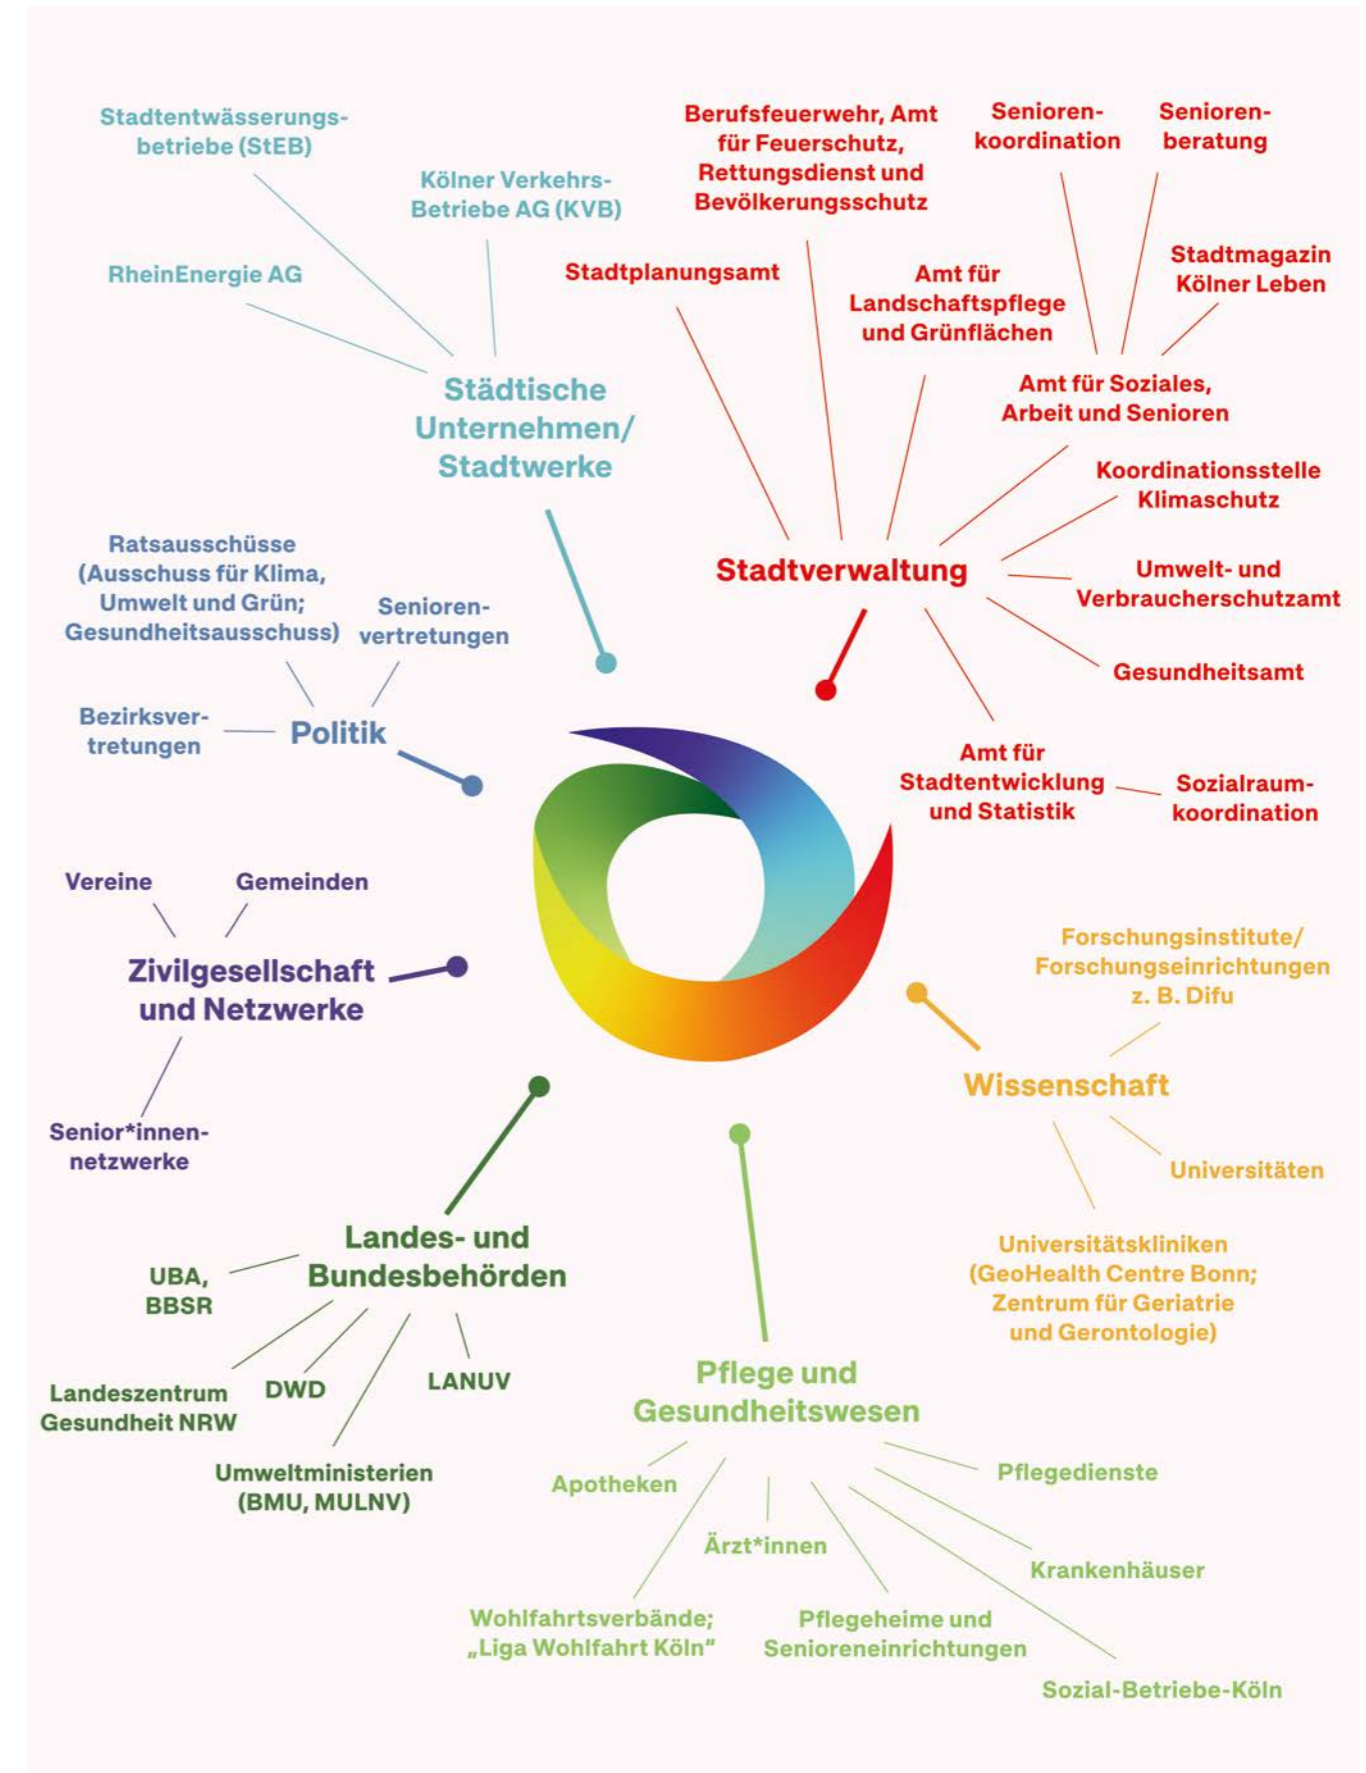 Stadtentwässerungs-
betriebe (StEB)
Kölner Verkehrs-
Betriebe AG (KVB)
RheinEnergie AG
Städtische
Unternehmen/
Stadtwerke
Berufsfeuerwehr, Amt
für Feuerschutz,
Rettungsdienst und
Bevölkerungsschutz
Senioren-
koordination
Senioren-
beratung
Stadtplanungsamt
Amt für
Landschaftspflege
und Grünflächen
Stadtmagazin
Kölner Leben
Amt für Soziales,
Arbeit und Senioren
Koordinationsstelle
Klimaschutz
Stadtverwaltung
Umwelt- und
Verbraucherschutzamt
Gesundheitsamt
Amt für
Stadtentwicklung
und Statistik
Sozialraum-
koordination
Ratsausschüsse
(Ausschuss für Klima,
Umwelt und Grün;
Gesundheitsausschuss)
Senioren-
vertretungen
Bezirksver-
tretungen
Politik
Vereine
Gemeinden
Zivilgesellschaft
und Netzwerke
Senior*innen-
netzwerke
Forschungsinstitute/
Forschungseinrichtungen
z. B. Difu
Wissenschaft
Universitäten
Universitätskliniken
(GeoHealth Centre Bonn;
Zentrum für Geriatrie
und Gerontologie)
Landes- und
Bundesbehörden
UBA,
BBSR
Landeszentrum
Gesundheit NRW
DWD
LANUV
Umweltministerien
(BMU, MULNV)
Pflege und
Gesundheitswesen
Apotheken
Pflegedienste
Ärzt*innen
Krankenhäuser
Wohlfahrtsverbände;
„Liga Wohlfahrt Köln“
Pflegeheime und
Senioreneinrichtungen
Sozial-Betriebe-Köln